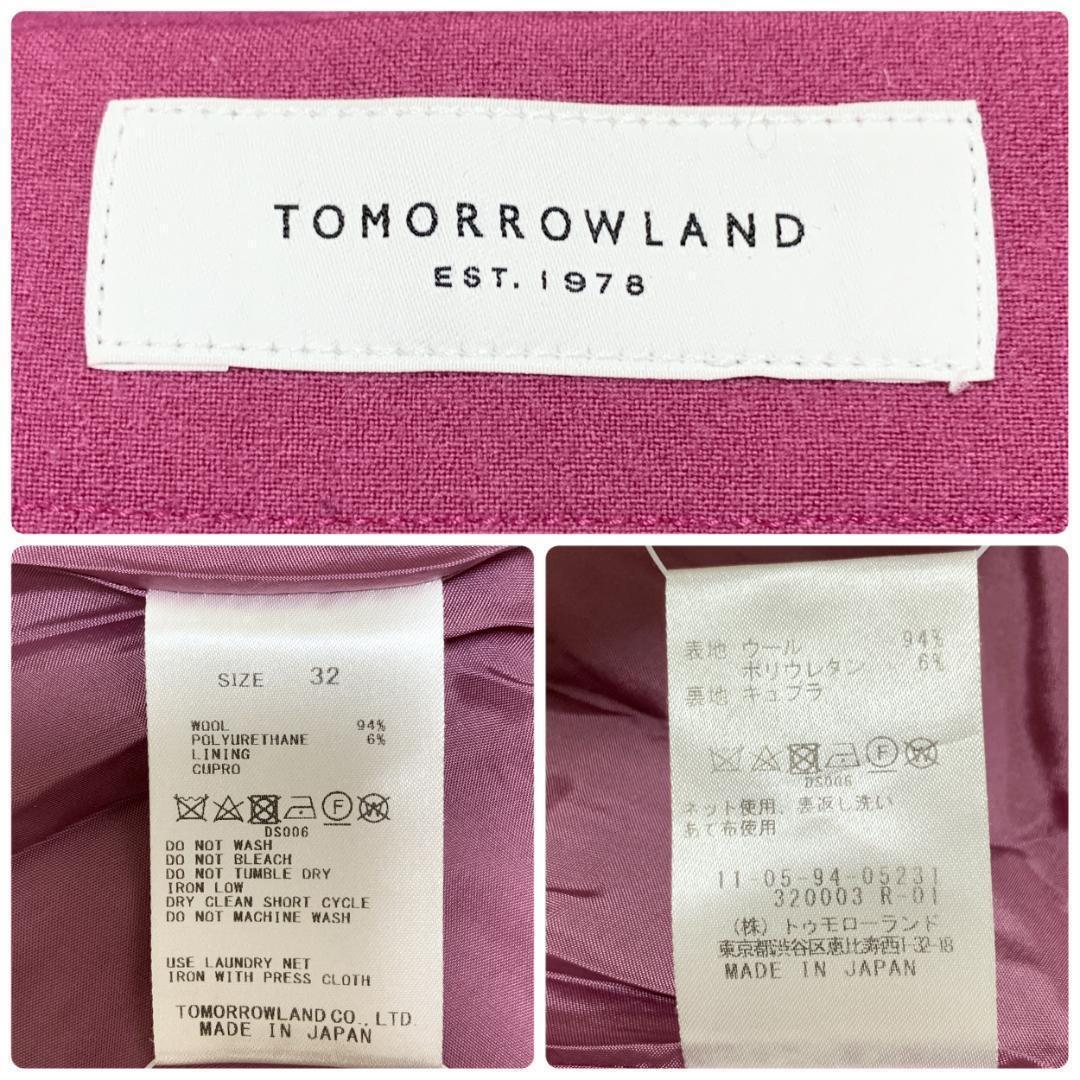 TOMORROWLAND
EST. 1978
SIZE 32
WOOL 94%
POLYURETHANE 6%
LINING
CUPRO
F W
DS006
DO NOT WASH
DO NOT BLEACH
DO NOT TUMBLE DRY
IRON LOW
DRY CLEAN SHORT CYCLE
DO NOT MACHINE WASH
USE LAUNDRY NET
IRON WITH PRESS CLOTH
TOMORROWLAND CO., LTD.
MADE IN JAPAN
表地 ウール 94%
ポリウレタン 6%
裏地 キュプラ
F W
DS006
ネット使用、裏返し洗い
あて布使用
11-05-94-05231
320003 R-01
(株)トゥモローランド
東京都渋谷区恵比寿西1-32-18
MADE IN JAPAN